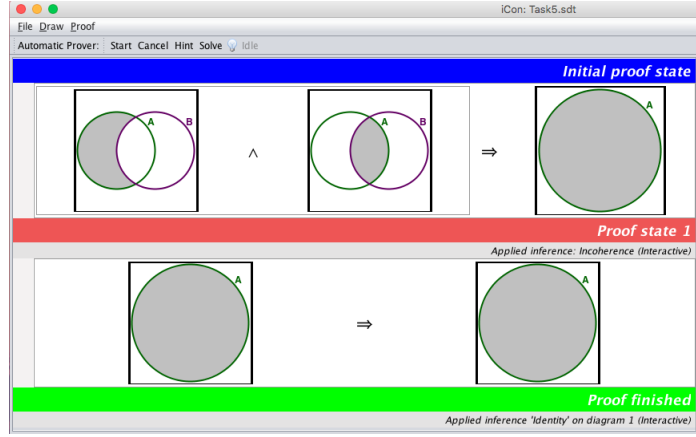 iCon: Task5.sdt
File Draw Proof
Automatic Prover: Start Cancel Hint Solve Idle
Initial proof state
A B ∧ A B ⇒ A
Proof state 1
Applied inference: Incoherence (Interactive)
A ⇒ A
Proof finished
Applied inference 'Identity' on diagram 1 (Interactive)